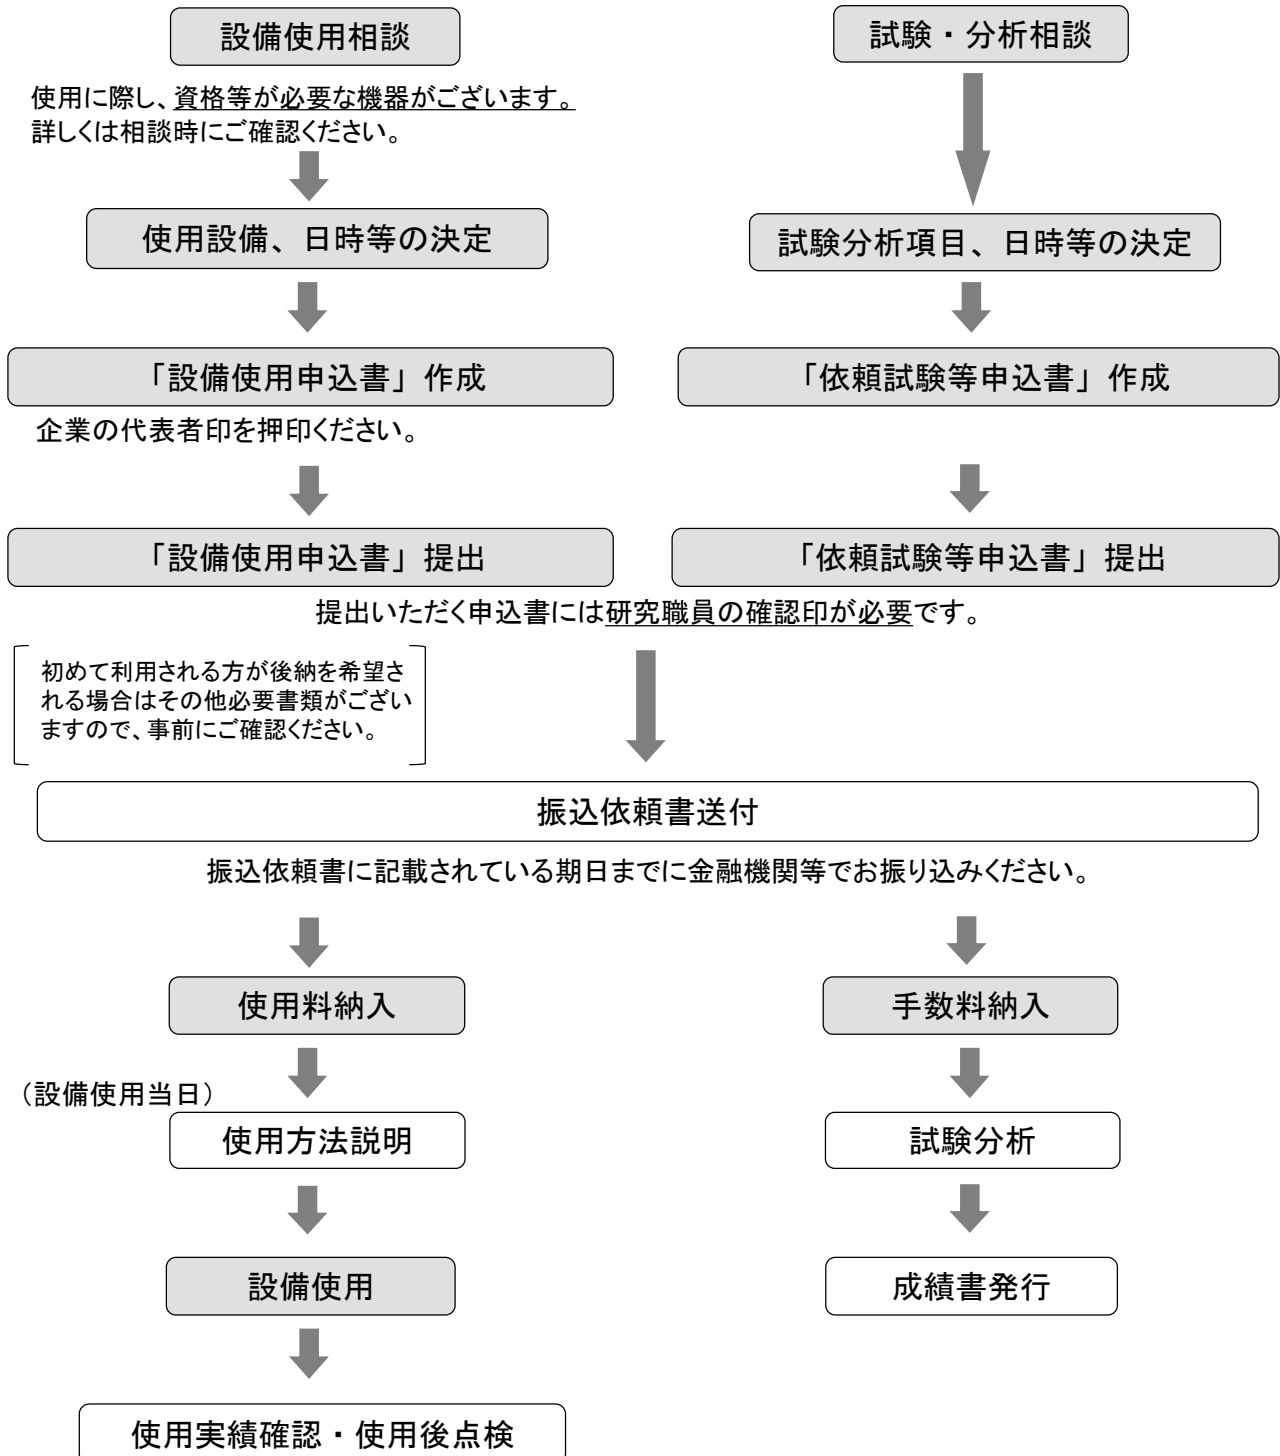 設備使用相談
試験・分析相談
使用に際し、資格等が必要な機器がございます。
詳しくは相談時にご確認ください。
使用設備、日時等の決定
試験分析項目、日時等の決定
「設備使用申込書」作成
「依頼試験等申込書」作成
企業の代表者印を押印ください。
「設備使用申込書」提出
「依頼試験等申込書」提出
提出いただく申込書には研究職員の確認印が必要です。
初めて利用される方が後納を希望さ
れる場合はその他必要書類がござい
ますので、事前にご確認ください。
振込依頼書送付
振込依頼書に記載されている期日までに金融機関等でお振り込みください。
使用料納入
手数料納入
（設備使用当日）
使用方法説明
試験分析
設備使用
成績書発行
使用実績確認・使用後点検